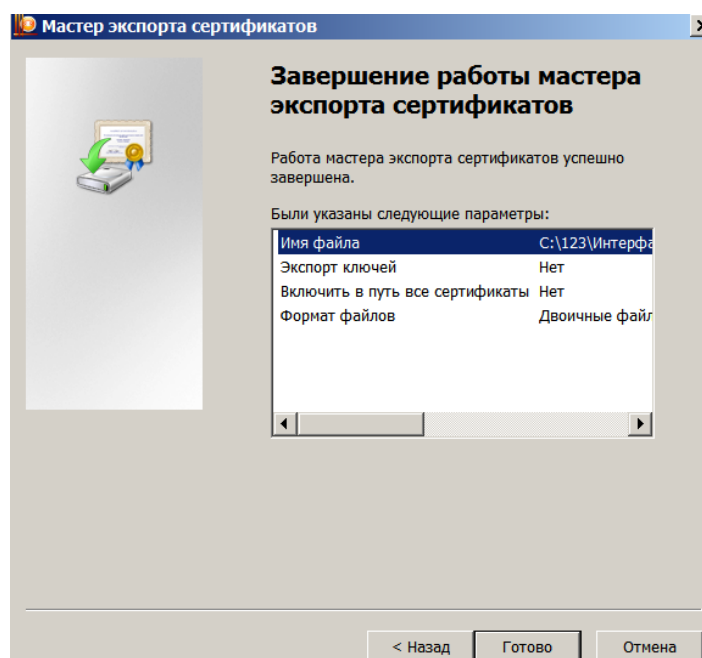 Мастер экспорта сертификатов
Завершение работы мастера
экспорта сертификатов
Работа мастера экспорта сертификатов успешно
завершена.
Были указаны следующие параметры:
Имя файла C:\123\Интерфа
Экспорт ключей Нет
Включить в путь все сертификаты Нет
Формат файлов Двоичные файл
< Назад Готово Отмена